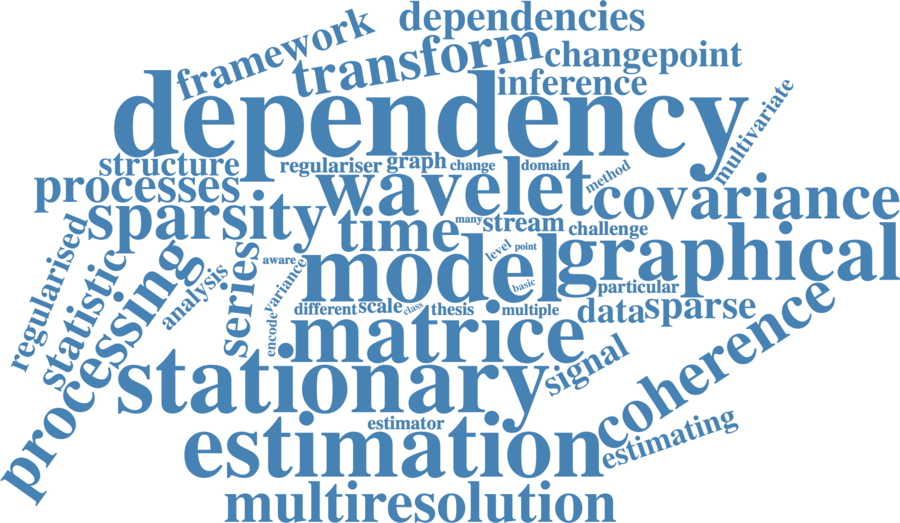 dependencies
framework
transform
changepoint
inference
dependency
multivariate
structure
regulariser
graph
change
domain
method
processes
wavelet
covariance
sparsity
time
many
stream
challenge
regularised
statistic
processing
analysis
series
aware
variance
encode
model
level
point
basic
graphical
particular
different
scale
class
thesis
multiple
data
sparse
matrice
coherence
stationary
signal
estimator
estimation
estimating
multiresolution